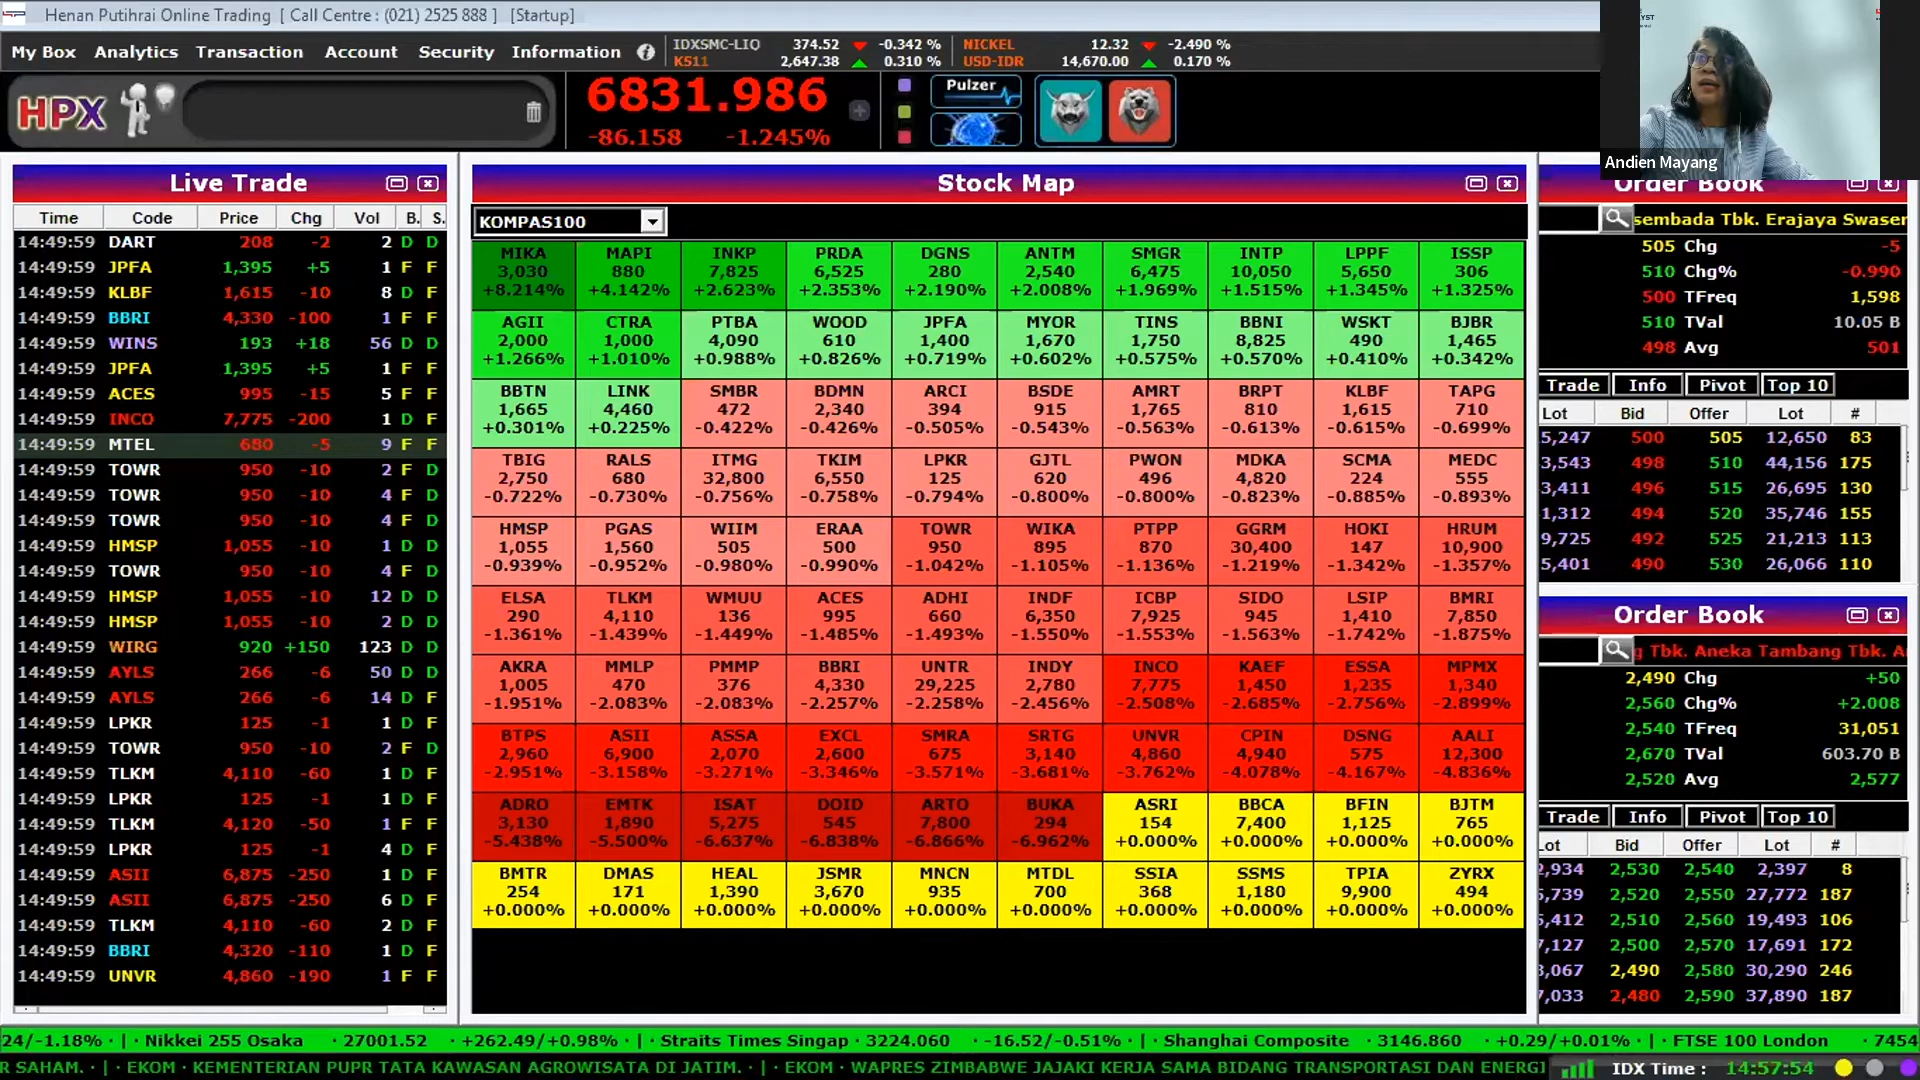 Henan Putihrai Online Trading [ Call Centre : (021) 2525 888 ] [Startup]
My Box Analytics Transaction Account Security Information
IDXSMC-LIQ 374.52 -0.342 % NICKEL 12.32 -2.490 %
KS11 2,647.38 0.310 % USD-IDR 14,670.00 0.170 %
HPX
6831.986
-86.158 -1.245%
Pulzer
Andien Mayang
Live Trade
Time Code Price Chg Vol B. S.
14:49:59 DART 208 -2 2 D D
14:49:59 JPFA 1,395 +5 1 F F
14:49:59 KLBF 1,615 -10 8 D F
14:49:59 BBRI 4,330 -100 1 F F
14:49:59 WINS 193 +18 56 D D
14:49:59 JPFA 1,395 +5 1 F F
14:49:59 ACES 995 -15 5 F F
14:49:59 INCO 7,775 -200 1 D F
14:49:59 MTEL 680 -5 9 F F
14:49:59 TOWR 950 -10 2 F D
14:49:59 TOWR 950 -10 4 F D
14:49:59 TOWR 950 -10 4 F D
14:49:59 HMSP 1,055 -10 1 D D
14:49:59 TOWR 950 -10 4 F D
14:49:59 HMSP 1,055 -10 12 D D
14:49:59 HMSP 1,055 -10 2 D D
14:49:59 WIRG 920 +150 123 D D
14:49:59 AYLS 266 -6 50 D D
14:49:59 AYLS 266 -6 14 D F
14:49:59 LPKR 125 -1 1 D F
14:49:59 TOWR 950 -10 2 F D
14:49:59 TLKM 4,110 -60 1 D F
14:49:59 LPKR 125 -1 1 D F
14:49:59 TLKM 4,120 -50 1 F F
14:49:59 LPKR 125 -1 4 D F
14:49:59 ASII 6,875 -250 1 D F
14:49:59 ASII 6,875 -250 6 D F
14:49:59 TLKM 4,110 -60 2 D F
14:49:59 BBRI 4,320 -110 1 D F
14:49:59 UNVR 4,860 -190 1 F F
Stock Map
KOMPAS100
MIKA MAPI INKP PRDA DGNS ANTM SMGR INTP LPPF ISSP
3,030 880 7,825 6,525 280 2,540 6,475 10,050 5,650 306
+8.214% +4.142% +2.623% +2.353% +2.190% +2.008% +1.969% +1.515% +1.345% +1.325%
AGII CTRA PTBA WOOD JPFA MYOR TINS BBNI WSKT BJBR
2,000 1,000 4,090 610 1,400 1,670 1,750 8,825 490 1,465
+1.266% +1.010% +0.988% +0.826% +0.719% +0.602% +0.575% +0.570% +0.410% +0.342%
BBTN LINK SMBR BDMN ARCI BSDE AMRT BRPT KLBF TAPG
1,665 4,460 472 2,340 394 915 1,765 810 1,615 710
+0.301% +0.225% -0.422% -0.426% -0.505% -0.543% -0.563% -0.613% -0.615% -0.699%
TBIG RALS ITMG TKIM LPKR GJTL PWON MDKA SCMA MEDC
2,750 680 32,800 6,550 125 620 496 4,820 224 555
-0.722% -0.730% -0.756% -0.758% -0.794% -0.800% -0.800% -0.823% -0.885% -0.893%
HMSP PGAS WIIM ERAA TOWR WIKA PTPP GGRM HOKI HRUM
1,055 1,560 505 500 950 895 870 30,400 147 10,900
-0.939% -0.952% -0.980% -0.990% -1.042% -1.105% -1.136% -1.219% -1.342% -1.357%
ELSA TLKM WMUU ACES ADHI INDF ICBP SIDO LSIP BMRI
290 4,110 136 995 660 6,350 7,925 945 1,410 7,850
-1.361% -1.439% -1.449% -1.485% -1.493% -1.550% -1.553% -1.563% -1.742% -1.875%
AKRA MMLP PMMP BBRI UNTR INDY INCO KAEF ESSA MPMX
1,005 470 376 4,330 29,225 2,780 7,775 1,450 1,235 1,340
-1.951% -2.083% -2.083% -2.257% -2.258% -2.456% -2.508% -2.685% -2.756% -2.899%
BTPS ASII ASSA EXCL SMRA SRTG UNVR CPIN DSNG AALI
2,960 6,900 2,070 2,600 675 3,140 4,860 4,940 575 12,300
-2.951% -3.158% -3.271% -3.346% -3.571% -3.681% -3.762% -4.078% -4.167% -4.836%
ADRO EMTK ISAT DOID ARTO BUKA ASRI BBCA BFIN BJTM
3,130 1,890 5,275 545 7,800 294 154 7,400 1,125 765
-5.438% -5.500% -6.637% -6.838% -6.866% -6.962% +0.000% +0.000% +0.000% +0.000%
BMTR DMAS HEAL JSMR MNCN MTDL SSIA SSMS TPIA ZYRX
254 171 1,390 3,670 935 700 368 1,180 9,900 494
+0.000% +0.000% +0.000% +0.000% +0.000% +0.000% +0.000% +0.000% +0.000% +0.000%
Order Book
sembada Tbk. Erajaya Swaser
505 Chg -5
510 Chg% -0.990
500 TFreq 1,598
510 TVal 10.05 B
498 Avg 501
Trade Info Pivot Top 10
Lot Bid Offer Lot #
5,247 500 505 12,650 83
3,543 498 510 44,156 175
3,411 496 515 26,695 130
1,312 494 520 35,746 155
9,725 492 525 21,213 113
5,401 490 530 26,066 110
Order Book
g Tbk. Aneka Tambang Tbk. A
2,490 Chg +50
2,560 Chg% +2.008
2,540 TFreq 31,051
2,670 TVal 603.70 B
2,520 Avg 2,577
Trade Info Pivot Top 10
Lot Bid Offer Lot #
2,934 2,530 2,540 2,397 8
5,739 2,520 2,550 27,772 187
5,412 2,510 2,560 19,493 106
7,127 2,500 2,570 17,691 172
3,067 2,490 2,580 30,290 246
7,033 2,480 2,590 37,890 187
24/-1.18% · | · Nikkei 255 Osaka · 27001.52 · +262.49/+0.98% · | · Straits Times Singap · 3224.060 · -16.52/-0.51% · | · Shanghai Composite · 3146.860 · +0.29/+0.01% · | · FTSE 100 London · 7454
R SAHAM. · | · EKOM · KEMENTERIAN PUPR TATA KAWASAN AGROWISATA DI JATIM. · | · EKOM · WAPRES ZIMBABWE JAJAKI KERJA SAMA BIDANG TRANSPORTASI DAN ENERGI
IDX Time : 14:57:54